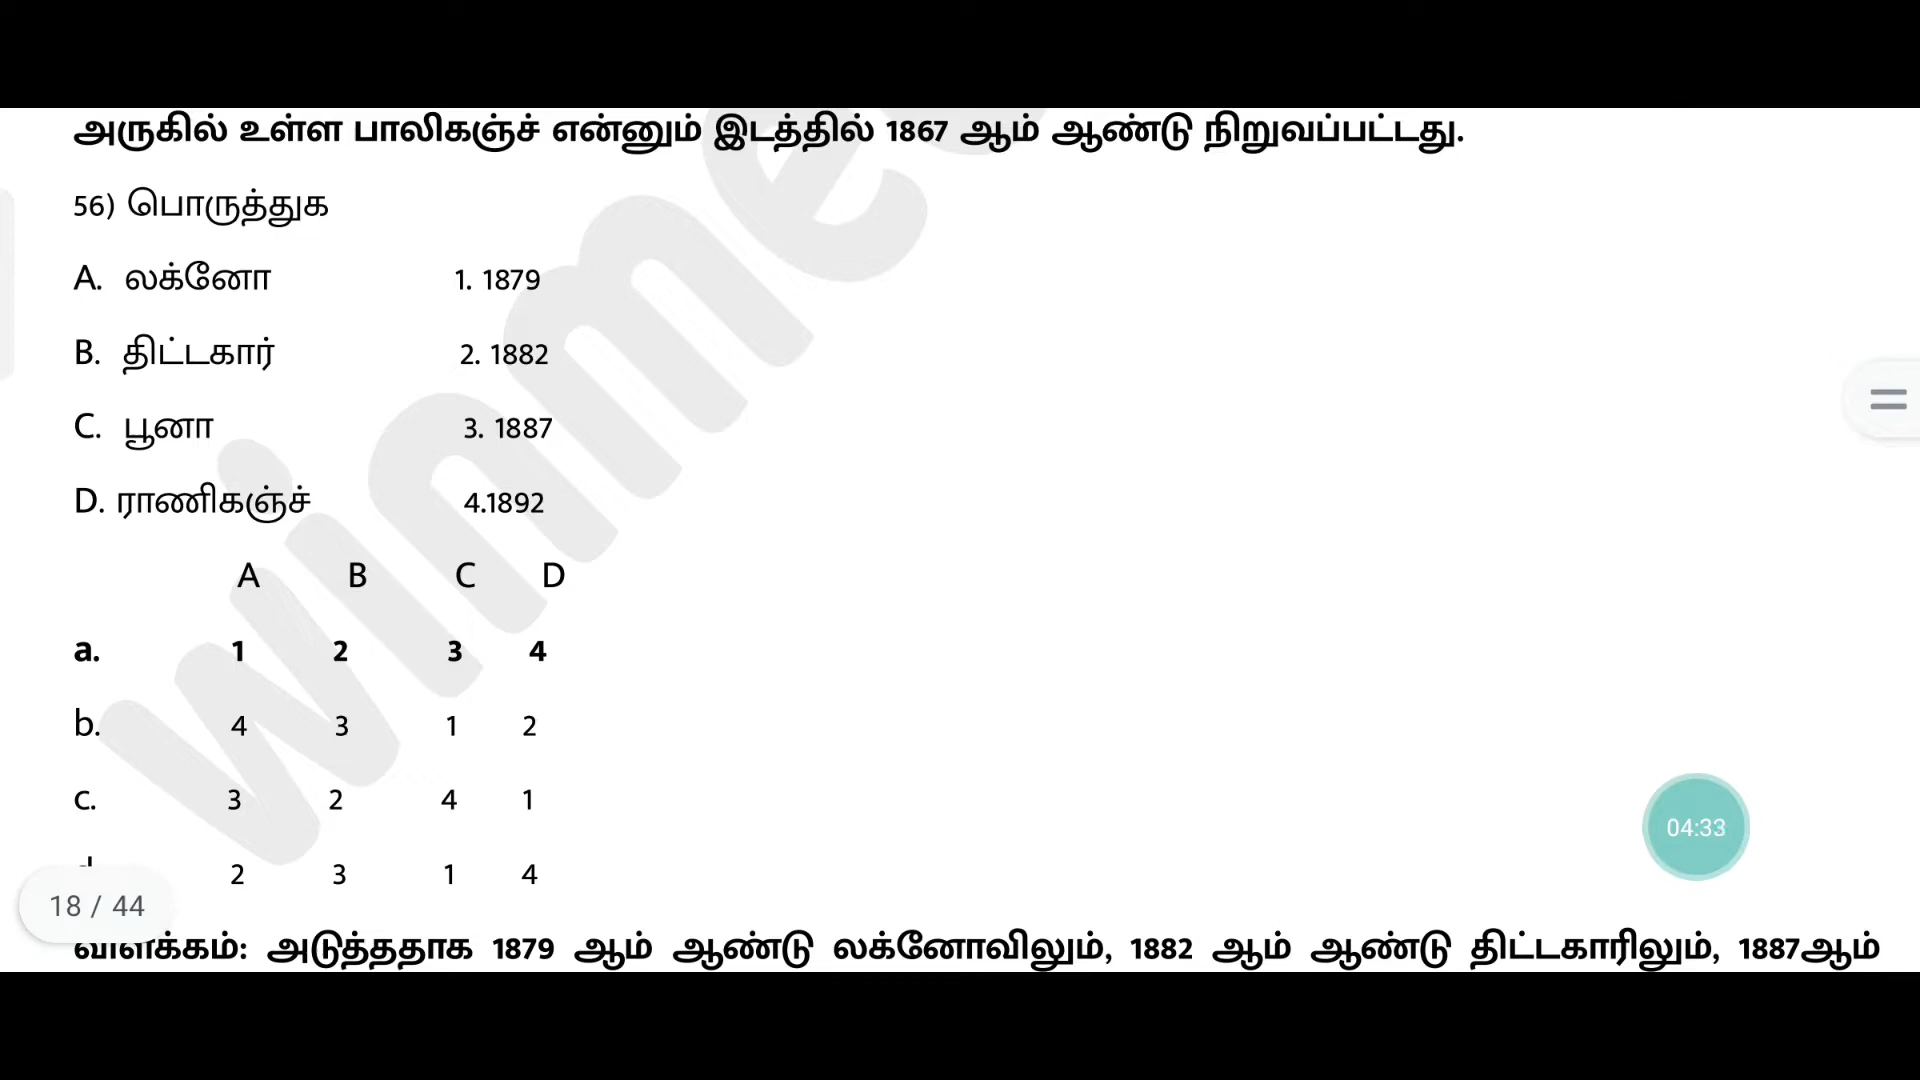 அருகில் உள்ள பாலிகஞ்ச் என்னும் இடத்தில் 1867 ஆம் ஆண்டு நிறுவப்பட்டது.
56) பொருத்துக
A. லக்னோ 1. 1879
B. திட்டகார் 2. 1882
C. பூனா 3. 1887
D. ராணிகஞ்ச் 4.1892
A B C D
a. 1 2 3 4
b. 4 3 1 2
c. 3 2 4 1
2 3 1 4
18 / 44
04:33
விளக்கம்: அடுத்ததாக 1879 ஆம் ஆண்டு லக்னோவிலும், 1882 ஆம் ஆண்டு திட்டகாரிலும், 1887ஆம்